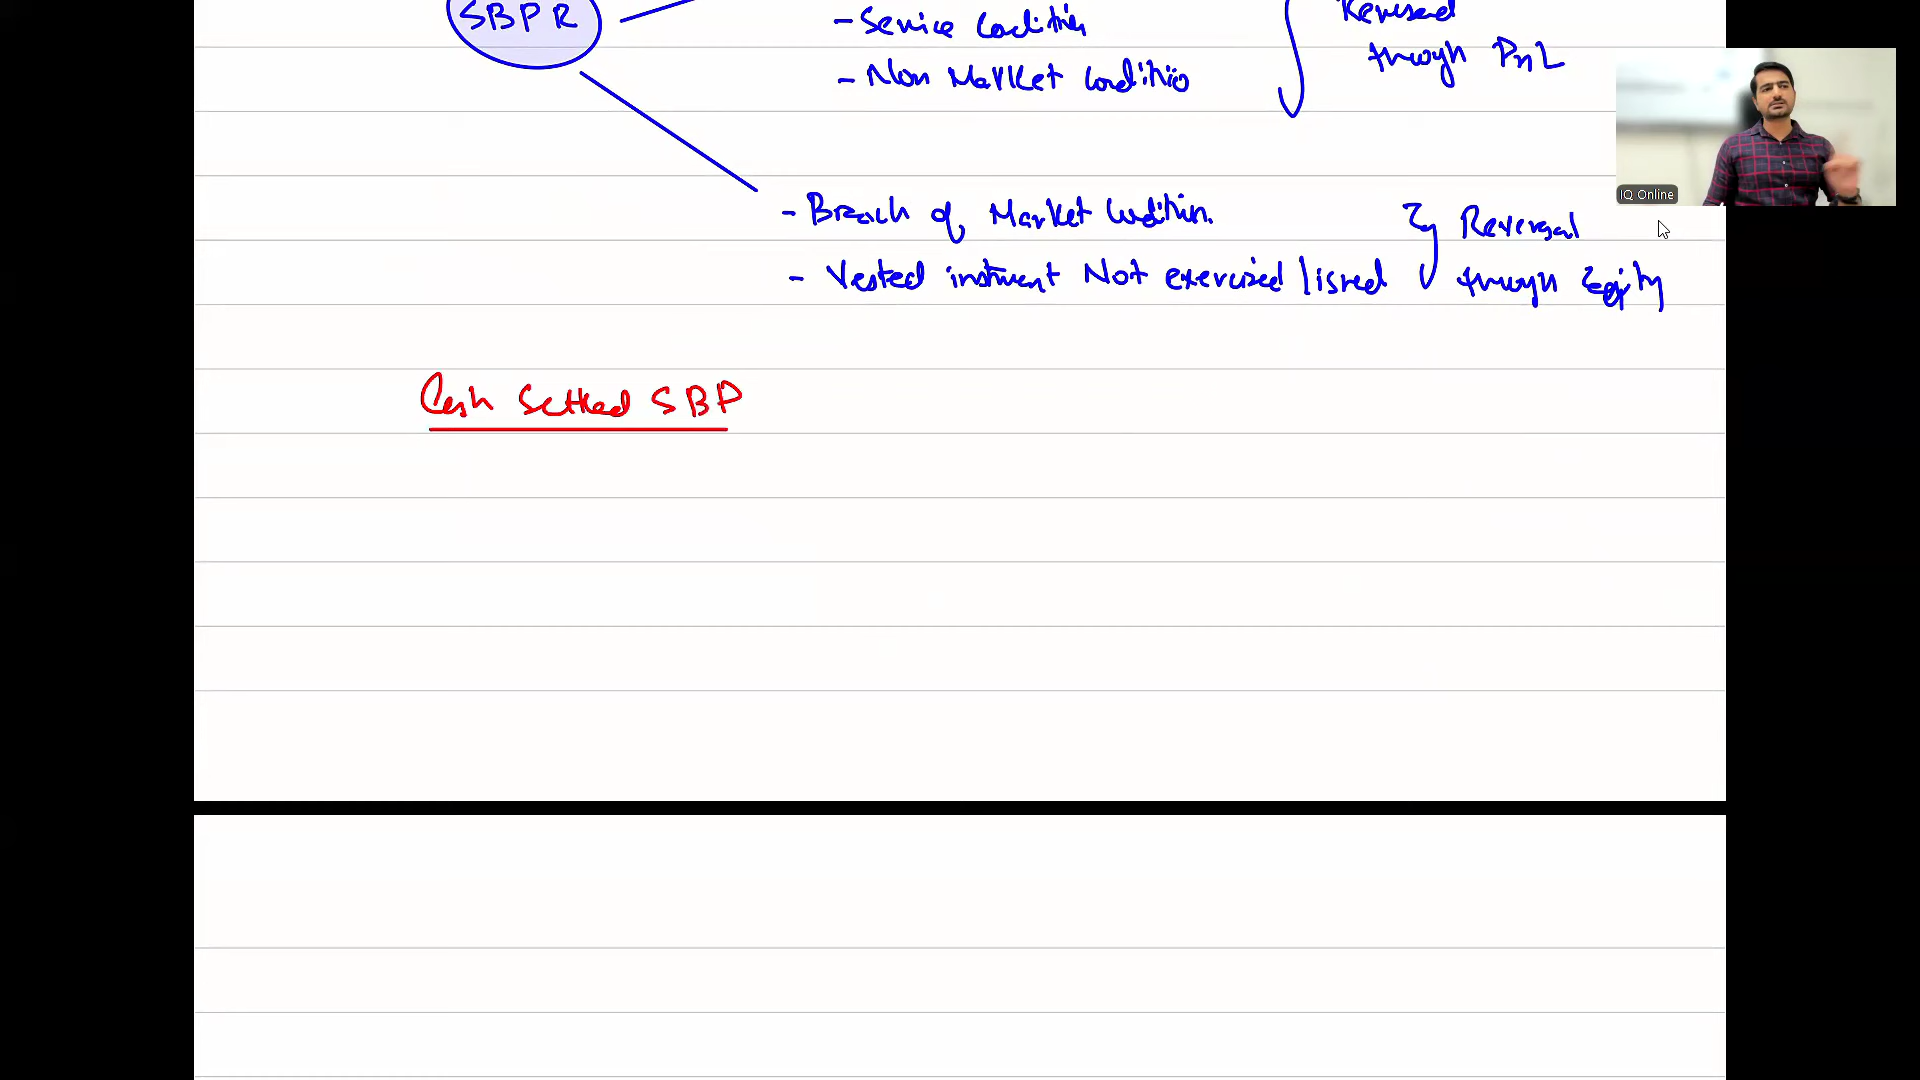 SBPR
- Service Condition
- Non Market Condition
Reversed
through PnL
IQ Online
- Breach of Market Condition.
- Vested instrument Not exercised / issued
Reversal
through Equity
Cash Settled SBP